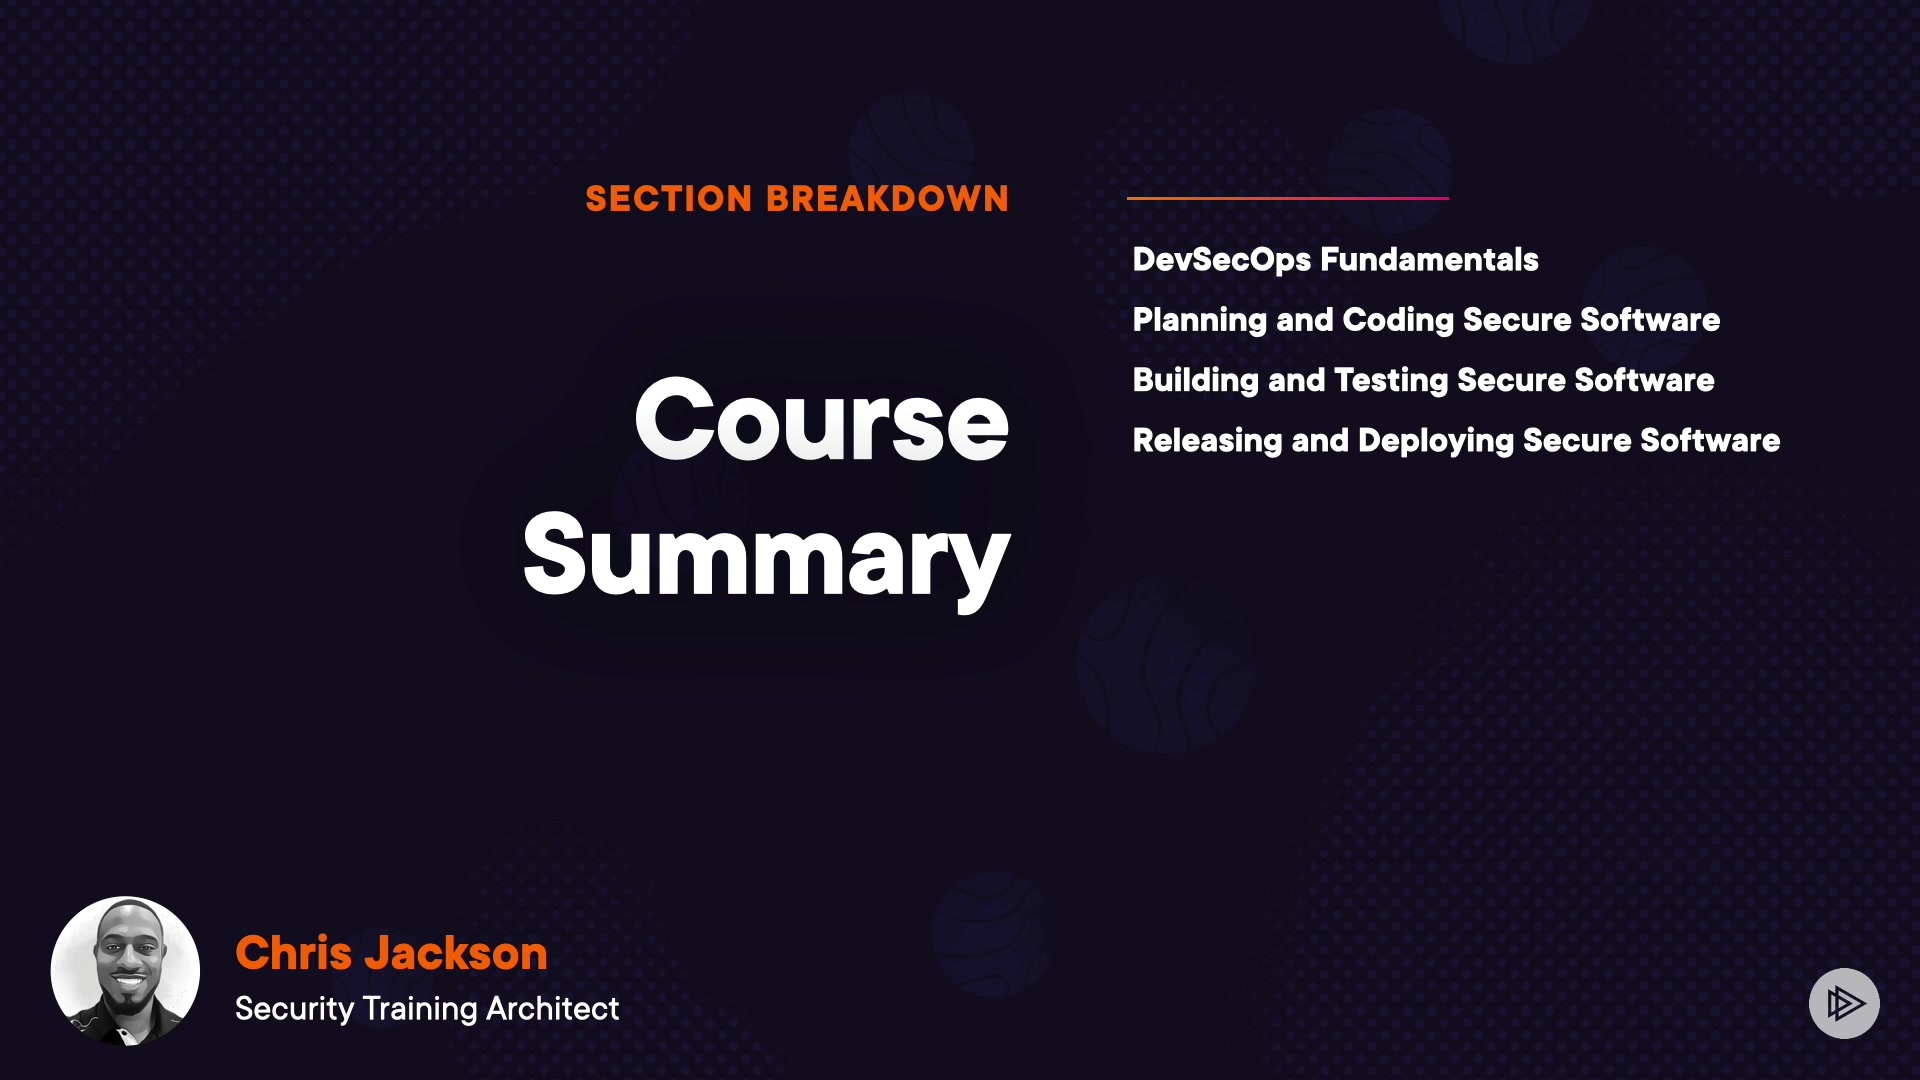 SECTION BREAKDOWN
Course
Summary
DevSecOps Fundamentals
Planning and Coding Secure Software
Building and Testing Secure Software
Releasing and Deploying Secure Software
Chris Jackson
Security Training Architect